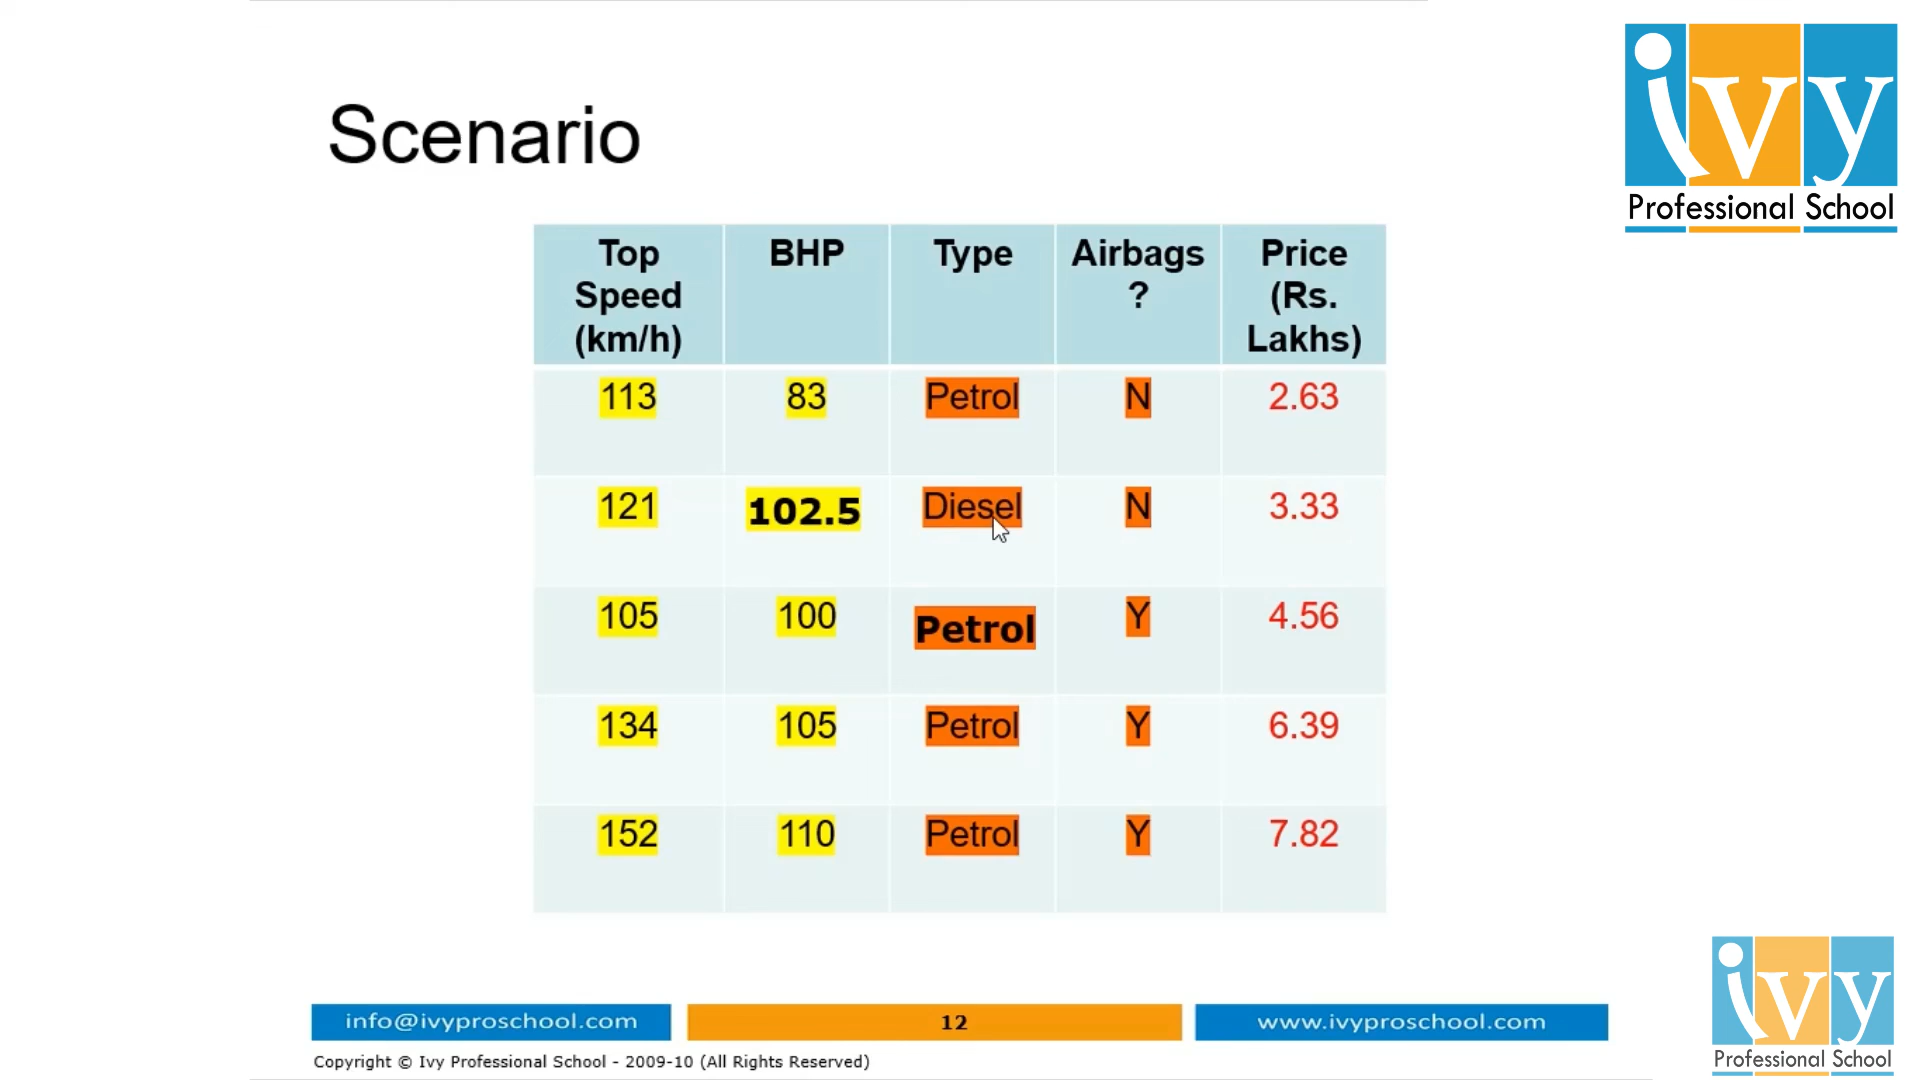 Scenario
ivy
Professional School
Top Speed (km/h) BHP Type Airbags ? Price (Rs. Lakhs)
113 83 Petrol N 2.63
121 102.5 Diesel N 3.33
105 100 Petrol Y 4.56
134 105 Petrol Y 6.39
152 110 Petrol Y 7.82
info@ivyproschool.com 12 www.ivyproschool.com
Copyright © Ivy Professional School - 2009-10 (All Rights Reserved)
ivy
Professional School